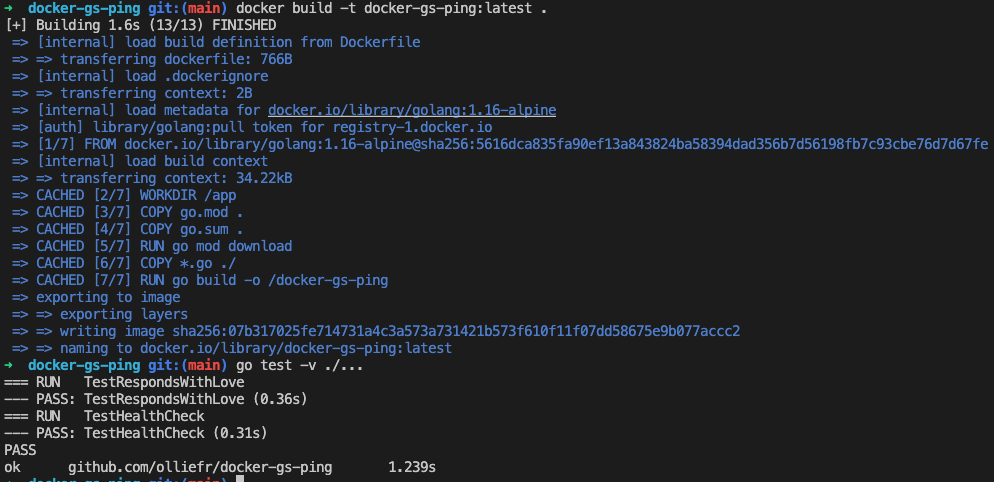 ➜  docker-gs-ping git:(main) docker build -t docker-gs-ping:latest .
[+] Building 1.6s (13/13) FINISHED
=> [internal] load build definition from Dockerfile
=> => transferring dockerfile: 766B
=> [internal] load .dockerignore
=> => transferring context: 2B
=> [internal] load metadata for docker.io/library/golang:1.16-alpine
=> [auth] library/golang:pull token for registry-1.docker.io
=> [1/7] FROM docker.io/library/golang:1.16-alpine@sha256:5616dca835fa90ef13a843824ba58394dad356b7d56198fb7c93cbe76d7d67fe
=> [internal] load build context
=> => transferring context: 34.22kB
=> CACHED [2/7] WORKDIR /app
=> CACHED [3/7] COPY go.mod .
=> CACHED [4/7] COPY go.sum .
=> CACHED [5/7] RUN go mod download
=> CACHED [6/7] COPY *.go ./
=> CACHED [7/7] RUN go build -o /docker-gs-ping
=> exporting to image
=> => exporting layers
=> => writing image sha256:07b317025fe714731a4c3a573a731421b573f610f11f07dd58675e9b077accc2
=> => naming to docker.io/library/docker-gs-ping:latest
➜  docker-gs-ping git:(main) go test -v ./...
=== RUN   TestRespondsWithLove
--- PASS: TestRespondsWithLove (0.36s)
=== RUN   TestHealthCheck
--- PASS: TestHealthCheck (0.31s)
PASS
ok      github.com/olliefr/docker-gs-ping       1.239s
➜  docker-gs-ping git:(main)